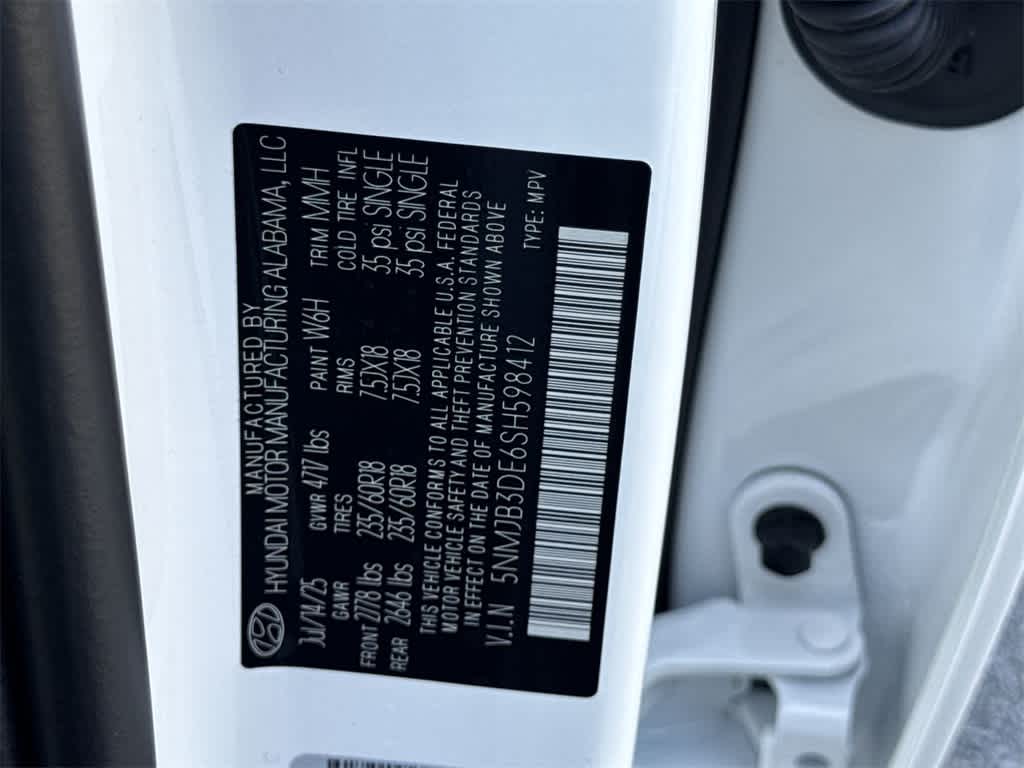 MANUFACTURED BY
HYUNDAI MOTOR MANUFACTURING ALABAMA, LLC
Jul/14/25 GVWR 4717 lbs PAINT W6H TRIM MMH
GAWR TIRES RIMS COLD TIRE INFL
FRONT 2778 lbs 235/60R18 7.5JX18 35 psi SINGLE
REAR 2646 lbs 235/60R18 7.5JX18 35 psi SINGLE
THIS VEHICLE CONFORMS TO ALL APPLICABLE U.S.A. FEDERAL
MOTOR VEHICLE SAFETY AND THEFT PREVENTION STANDARDS
IN EFFECT ON THE DATE OF MANUFACTURE SHOWN ABOVE
V.I.N 5NMJB3DE6SH598412 TYPE: MPV